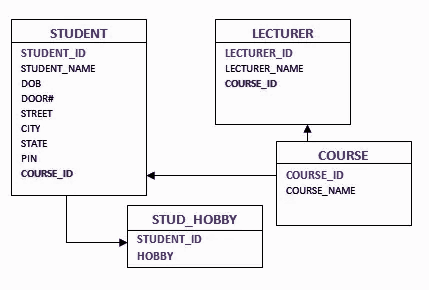 STUDENT
STUDENT_ID
STUDENT_NAME
DOB
DOOR#
STREET
CITY
STATE
PIN
COURSE_ID
LECTURER
LECTURER_ID
LECTURER_NAME
COURSE_ID
COURSE
COURSE_ID
COURSE_NAME
STUD_HOBBY
STUDENT_ID
HOBBY